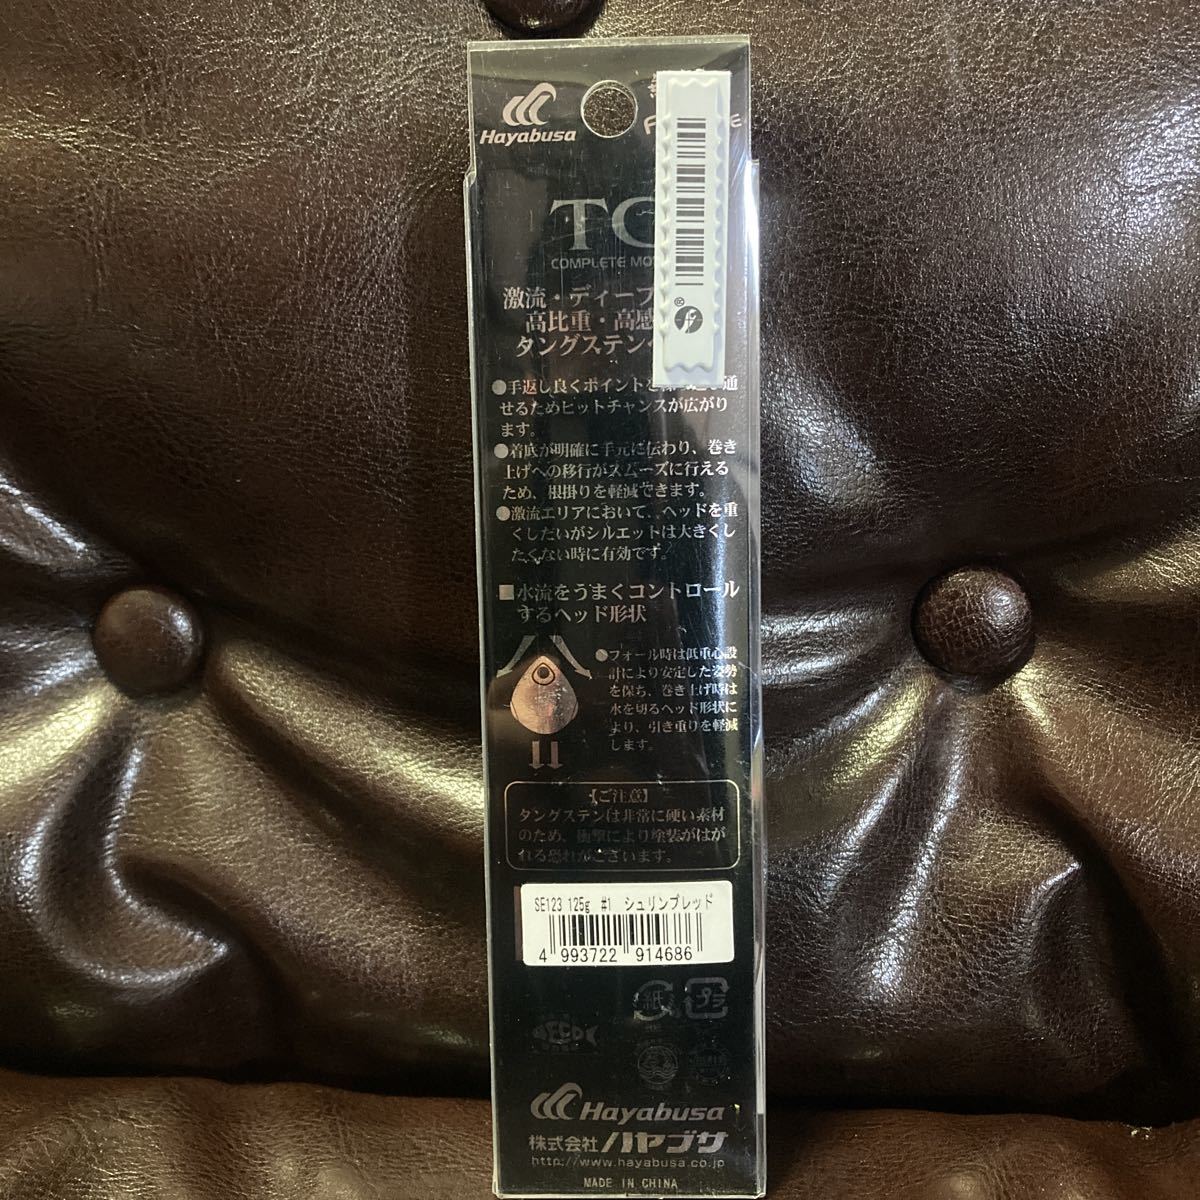 Hayabusa
COMPLETE
激流・ディープ
高比重・高感
タングステン
●手返し良くポイントを 通
せるためヒットチャンスが広がり
ます。
●着底が明確に手元に伝わり、巻き
上げへの移行がスムーズに行える
ため、根掛りを軽減できます。
●激流エリアにおいて、ヘッドを重
くしたいがシルエットは大きくし
たくない時に有効です。
■水流をうまくコントロール
するヘッド形状
●フォール時は低重心設
計により安定した姿勢
を保ち、巻き上げ時は
水を切るヘッド形状に
より、引き重りを軽減
します。
【ご注意】
タングステンは非常に硬い素材
のため、衝撃により塗装がはが
れる恐れがございます。
SE123 125g #1 シュリンプレッド
4 993722 914686
紙 プラ
ECO
Hayabusa
株式会社ハヤブサ
http://www.hayabusa.co.jp
MADE IN CHINA